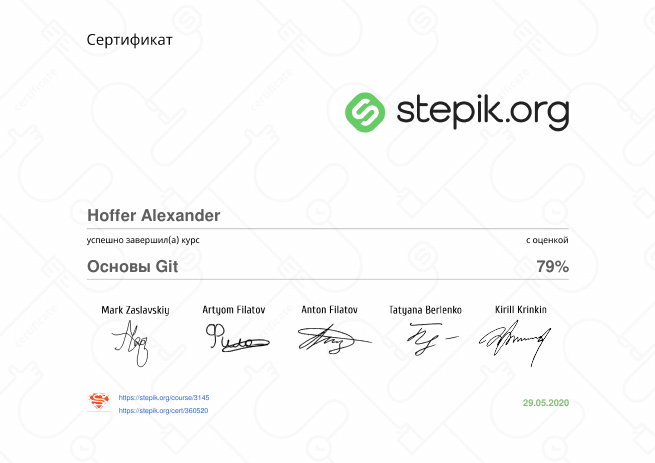 Сертификат
stepik.org
Hoffer Alexander
успешно завершил(а) курс с оценкой
Основы Git 79%
Mark Zaslavskiy Artyom Filatov Anton Filatov Tatyana Berlenko Kirill Krinkin
https://stepik.org/course/3145
https://stepik.org/cert/360520
29.05.2020